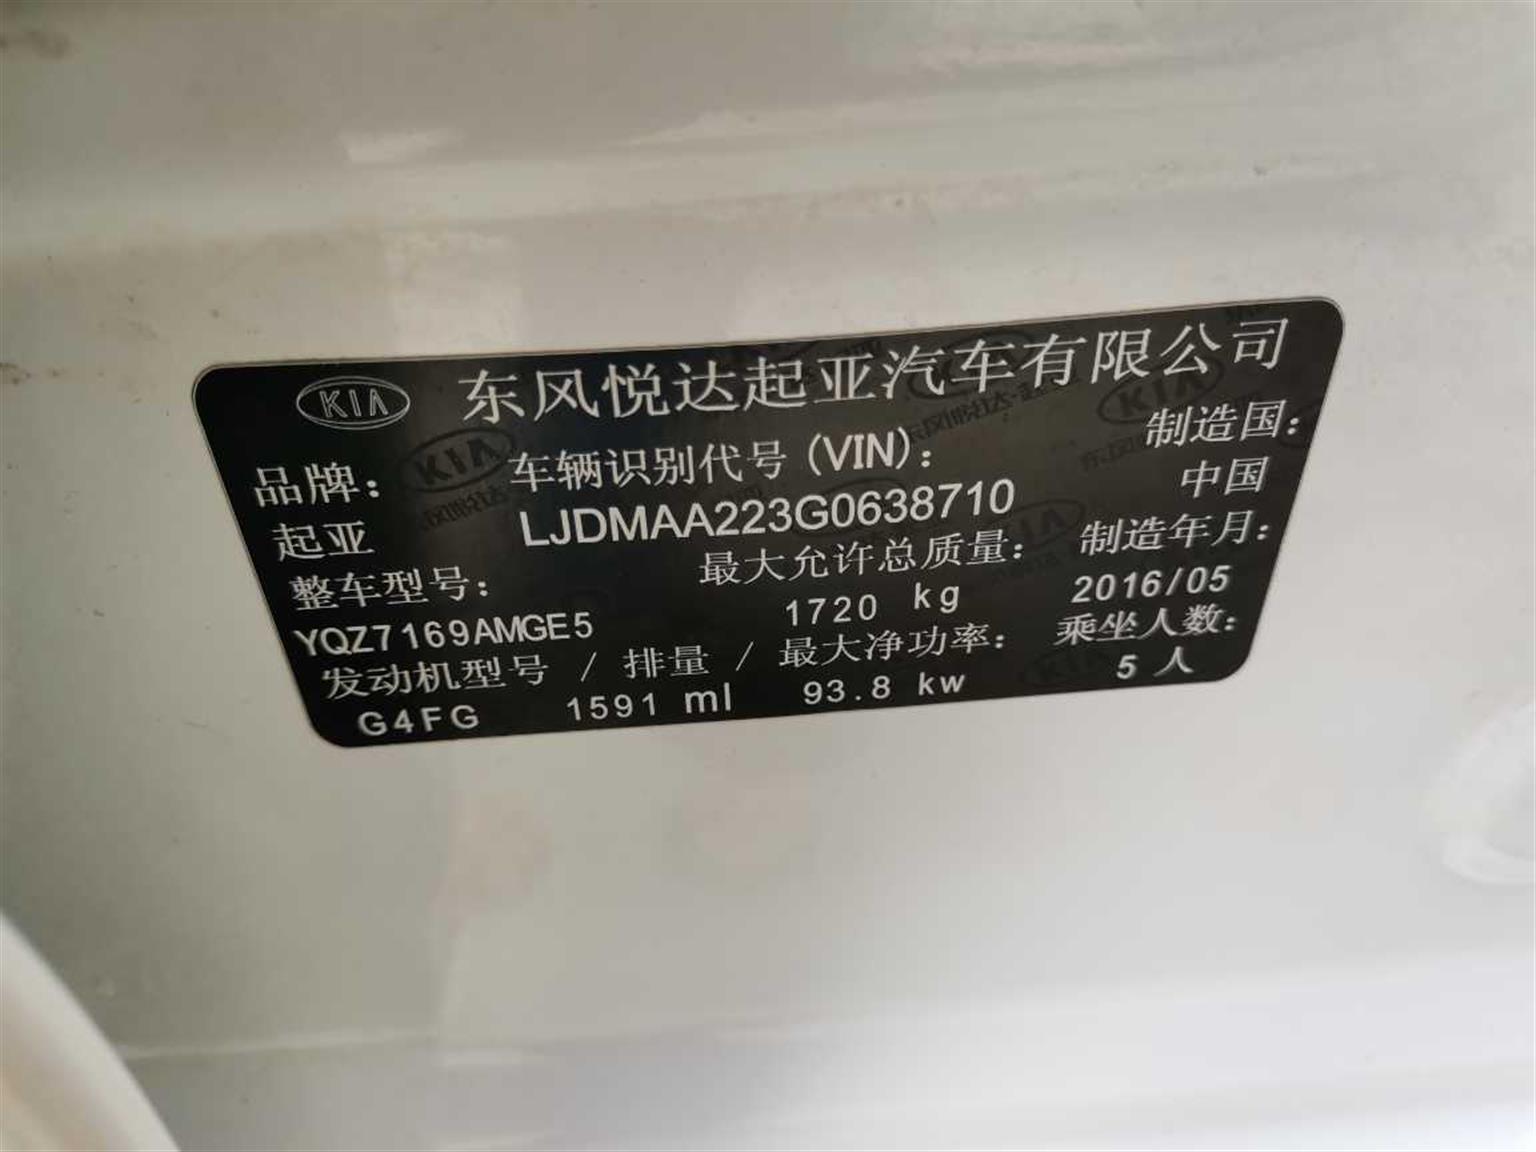 KIA 东风悦达起亚汽车有限公司
品牌： 车辆识别代号(VIN)： 制造国：
起亚 LJDMAA223G0638710 中国
整车型号： 最大允许总质量： 制造年月：
YQZ7169AMGE5 1720 kg 2016/05
发动机型号 / 排量 / 最大净功率： 乘坐人数：
G4FG 1591 ml 93.8 kw 5 人